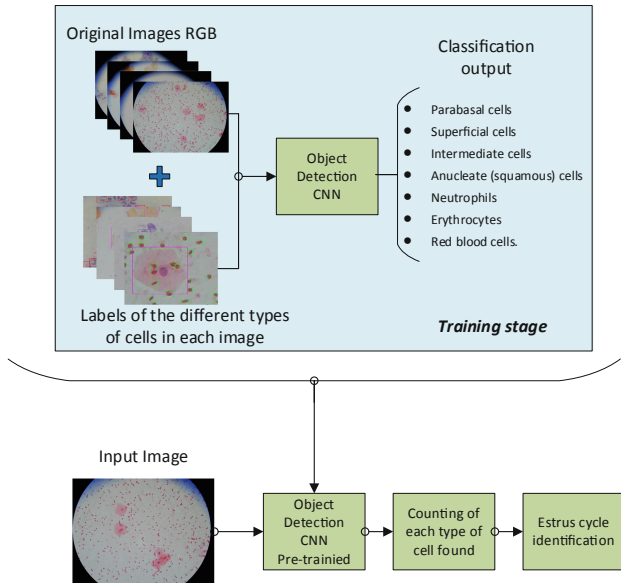 Original Images RGB
Classification
output
Object
Detection
CNN
• Parabasal cells
• Superficial cells
• Intermediate cells
• Anucleate (squamous) cells
• Neutrophils
• Erythrocytes
• Red blood cells.
Labels of the different types
of cells in each image
Training stage
Input Image
Object
Detection
CNN
Pre-trainied
Counting of
each type of
cell found
Estrus cycle
identification